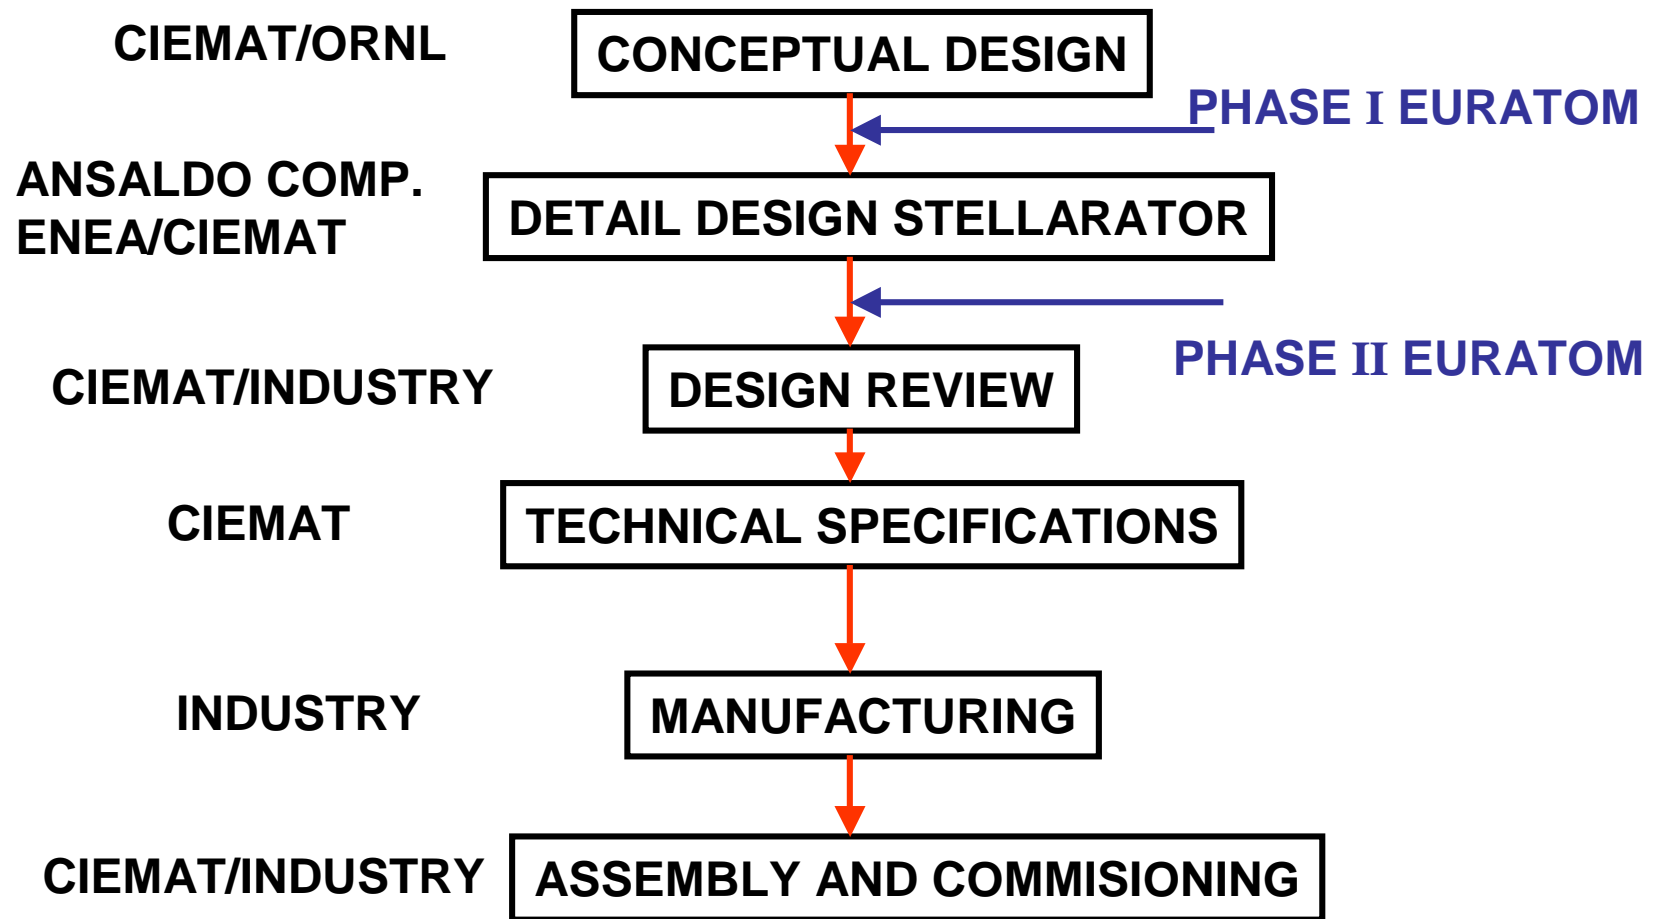 CIEMAT/ORNL
CONCEPTUAL DESIGN
PHASE I EURATOM
ANSALDO COMP.
ENEA/CIEMAT
DETAIL DESIGN STELLARATOR
PHASE II EURATOM
CIEMAT/INDUSTRY
DESIGN REVIEW
CIEMAT
TECHNICAL SPECIFICATIONS
INDUSTRY
MANUFACTURING
CIEMAT/INDUSTRY
ASSEMBLY AND COMMISIONING